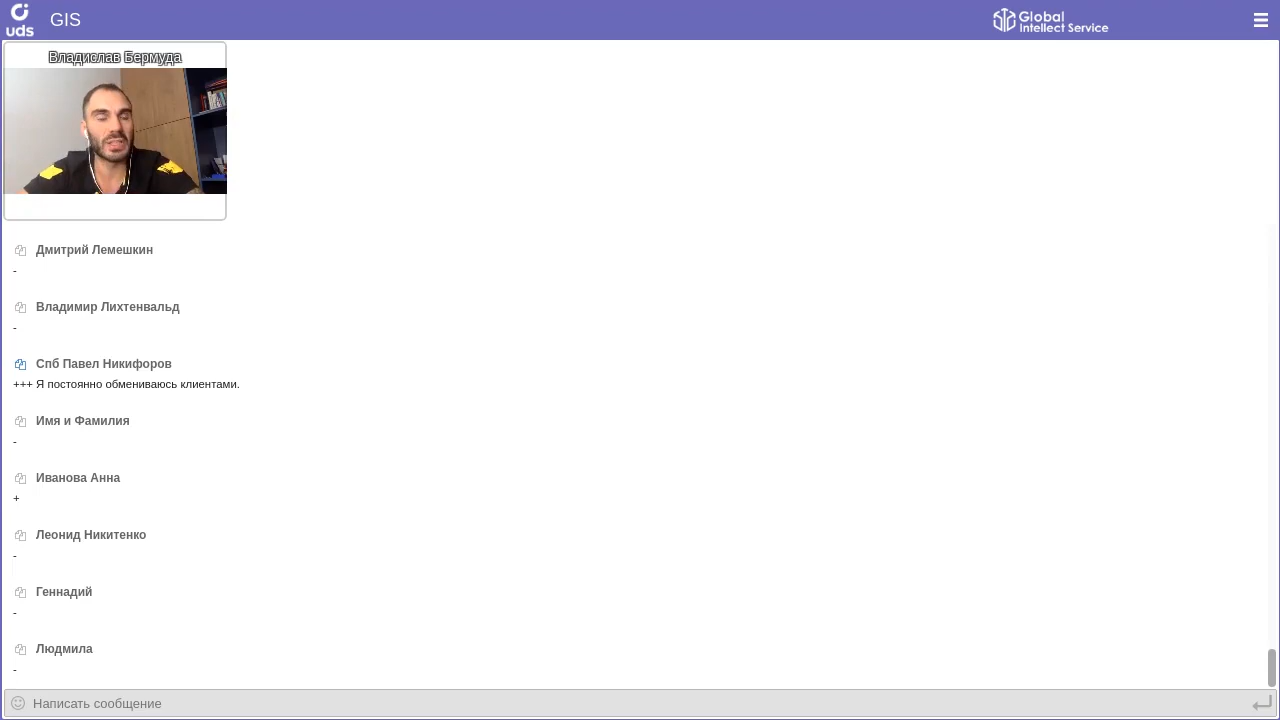 uds
GIS
Global
Intellect Service
Владислав Бермуда
Дмитрий Лемешкин
-
Владимир Лихтенвальд
-
Спб Павел Никифоров
+++ Я постоянно обмениваюсь клиентами.
Имя и Фамилия
-
Иванова Анна
+
Леонид Никитенко
-
Геннадий
-
Людмила
-
Написать сообщение